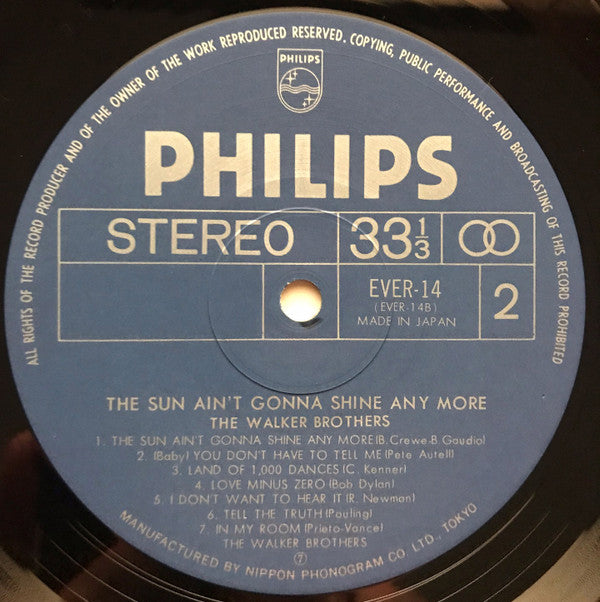 ALL RIGHTS OF THE RECORD PRODUCER AND OF THE OWNER OF THE WORK REPRODUCED RESERVED. COPYING, PUBLIC PERFORMANCE AND BROADCASTING OF THIS RECORD PROHIBITED
PHILIPS
PHILIPS
STEREO 33 1/3
EVER-14
(EVER-14B)
MADE IN JAPAN
2
THE SUN AIN'T GONNA SHINE ANY MORE
THE WALKER BROTHERS
1. THE SUN AIN'T GONNA SHINE ANY MORE(B. Crewe-B. Gaudio)
2. (Baby) YOU DON'T HAVE TO TELL ME(Pete Autell)
3. LAND OF 1,000 DANCES(C. Kenner)
4. LOVE MINUS ZERO(Bob Dylan)
5. I DON'T WANT TO HEAR IT(R. Newman)
6. TELL THE TRUTH(Pauling)
7. IN MY ROOM(Prieto-Vance)
THE WALKER BROTHERS
⑦
MANUFACTURED BY NIPPON PHONOGRAM CO LTD., TOKYO